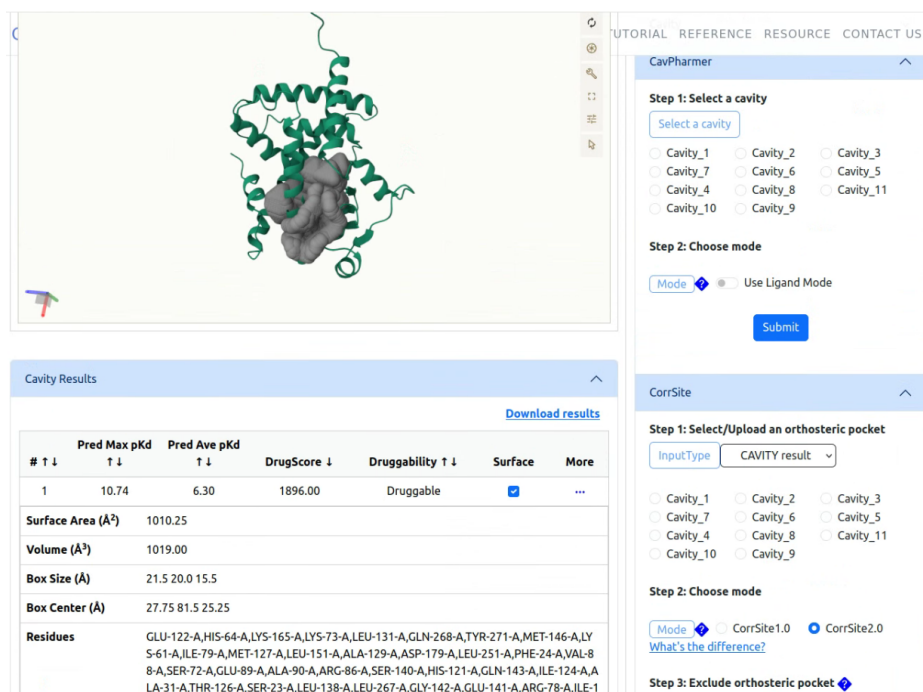 UTORIAL REFERENCE RESOURCE CONTACT US
Cavity Results
Download results
# ↑↓ Pred Max pKd ↑↓ Pred Ave pKd ↑↓ DrugScore ↓ Druggability ↑↓ Surface More
1 10.74 6.30 1896.00 Druggable ...
Surface Area (Å2) 1010.25
Volume (Å3) 1019.00
Box Size (Å) 21.5 20.0 15.5
Box Center (Å) 27.75 81.5 25.25
Residues GLU-122-A,HIS-64-A,LYS-165-A,LYS-73-A,LEU-131-A,GLN-268-A,TYR-271-A,MET-146-A,LY
S-61-A,ILE-79-A,MET-127-A,LEU-151-A,ALA-129-A,ASP-179-A,LEU-251-A,PHE-24-A,VAL-8
8-A,SER-72-A,GLU-89-A,ALA-90-A,ARG-86-A,SER-140-A,HIS-121-A,GLN-143-A,ILE-124-A,A
LA-31-A,THR-126-A,SER-23-A,LEU-138-A,LEU-267-A,GLY-142-A,GLU-141-A,ARG-78-A,ILE-1
CavPharmer
Step 1: Select a cavity
Select a cavity
Cavity_1 Cavity_2 Cavity_3
Cavity_7 Cavity_6 Cavity_5
Cavity_4 Cavity_8 Cavity_11
Cavity_10 Cavity_9
Step 2: Choose mode
Mode ? Use Ligand Mode
Submit
CorrSite
Step 1: Select/Upload an orthosteric pocket
InputType CAVITY result
Cavity_1 Cavity_2 Cavity_3
Cavity_7 Cavity_6 Cavity_5
Cavity_4 Cavity_8 Cavity_11
Cavity_10 Cavity_9
Step 2: Choose mode
Mode ? CorrSite1.0 CorrSite2.0
What's the difference?
Step 3: Exclude orthosteric pocket ?